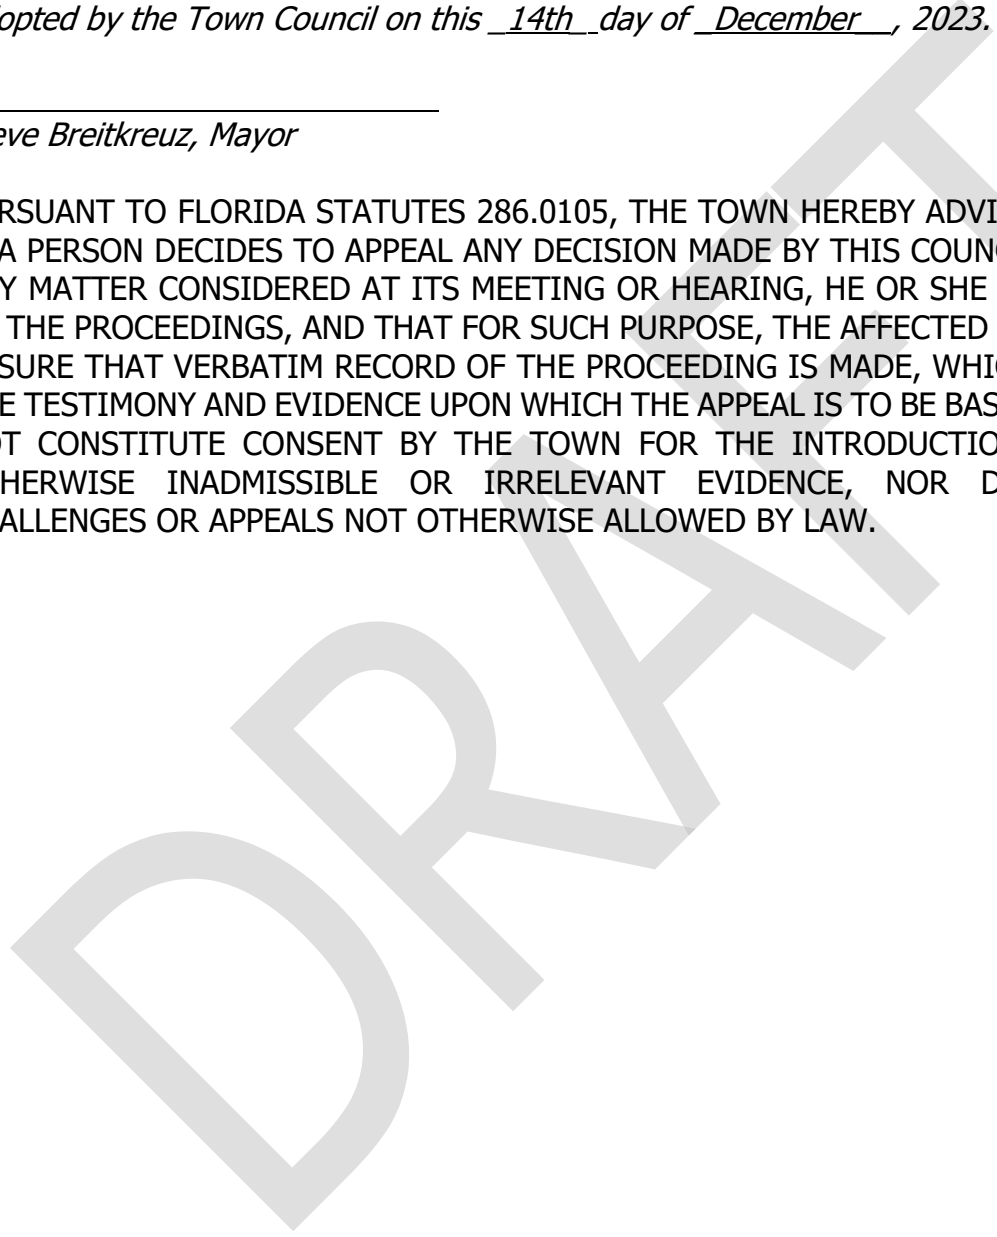 dopted by the Town Council on this _14th_ day of _December__, 2023.
eve Breitkreuz, Mayor
RSUANT TO FLORIDA STATUTES 286.0105, THE TOWN HEREBY ADVI
A PERSON DECIDES TO APPEAL ANY DECISION MADE BY THIS COUNC
Y MATTER CONSIDERED AT ITS MEETING OR HEARING, HE OR SHE
THE PROCEEDINGS, AND THAT FOR SUCH PURPOSE, THE AFFECTED
SURE THAT VERBATIM RECORD OF THE PROCEEDING IS MADE, WHIC
E TESTIMONY AND EVIDENCE UPON WHICH THE APPEAL IS TO BE BAS
OT CONSTITUTE CONSENT BY THE TOWN FOR THE INTRODUCTIO
HERWISE INADMISSIBLE OR IRRELEVANT EVIDENCE, NOR D
ALLENGES OR APPEALS NOT OTHERWISE ALLOWED BY LAW.
DRAFT